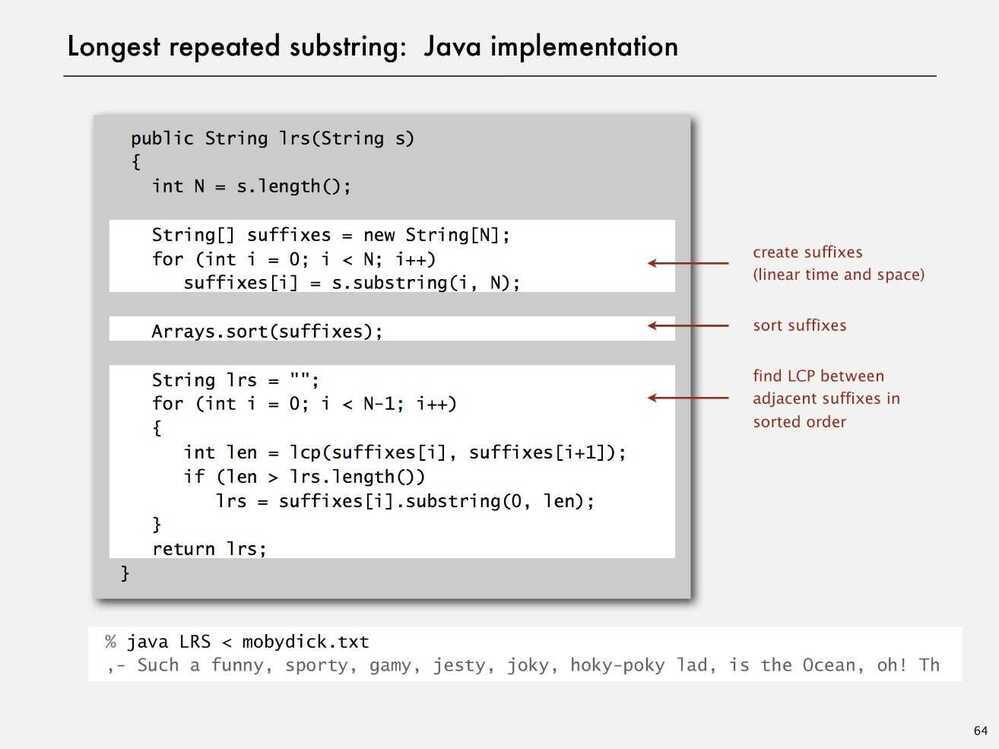 Longest repeated substring: Java implementation
public String lrs(String s)
{
int N = s.length();
String[] suffixes = new String[N];
for (int i = 0; i < N; i++)
suffixes[i] = s.substring(i, N);
create suffixes
(linear time and space)
Arrays.sort(suffixes);
sort suffixes
String lrs = "";
for (int i = 0; i < N-1; i++)
{
int len = lcp(suffixes[i], suffixes[i+1]);
if (len > lrs.length())
lrs = suffixes[i].substring(0, len);
}
return lrs;
}
find LCP between
adjacent suffixes in
sorted order
% java LRS < mobydick.txt
,- Such a funny, sporty, gamy, jesty, joky, hoky-poky lad, is the Ocean, oh! Th
64